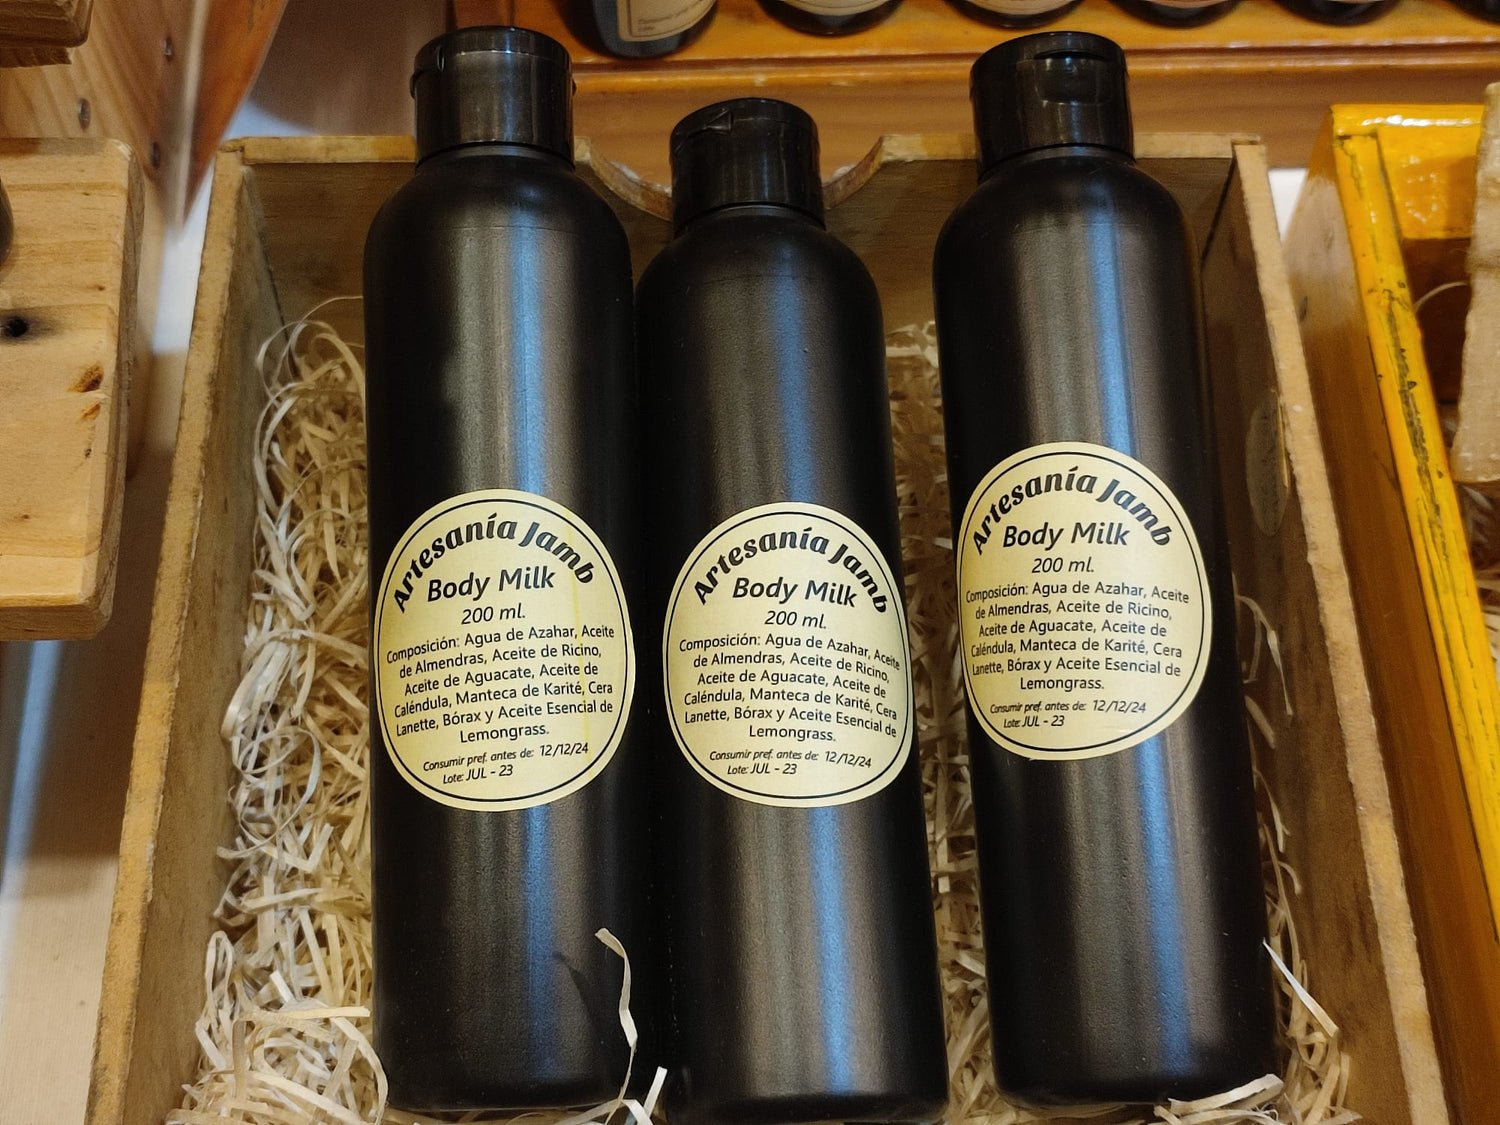 Artesanía Jamb
Body Milk
200 ml.
Composición: Agua de Azahar, Aceite
de Almendras, Aceite de Ricino,
Aceite de Aguacate, Aceite de
Caléndula, Manteca de Karité, Cera
Lanette, Bórax y Aceite Esencial de
Lemongrass.
Consumir pref. antes de: 12/12/24
Lote: JUL - 23
Artesanía Jamb
Body Milk
200 ml.
Composición: Agua de Azahar, Aceite
de Almendras, Aceite de Ricino,
Aceite de Aguacate, Aceite de
Caléndula, Manteca de Karité, Cera
Lanette, Bórax y Aceite Esencial de
Lemongrass.
Consumir pref. antes de: 12/12/24
Lote: JUL - 23
Artesanía Jamb
Body Milk
200 ml.
Composición: Agua de Azahar, Aceite
de Almendras, Aceite de Ricino,
Aceite de Aguacate, Aceite de
Caléndula, Manteca de Karité, Cera
Lanette, Bórax y Aceite Esencial de
Lemongrass.
Consumir pref. antes de: 12/12/24
Lote: JUL - 23